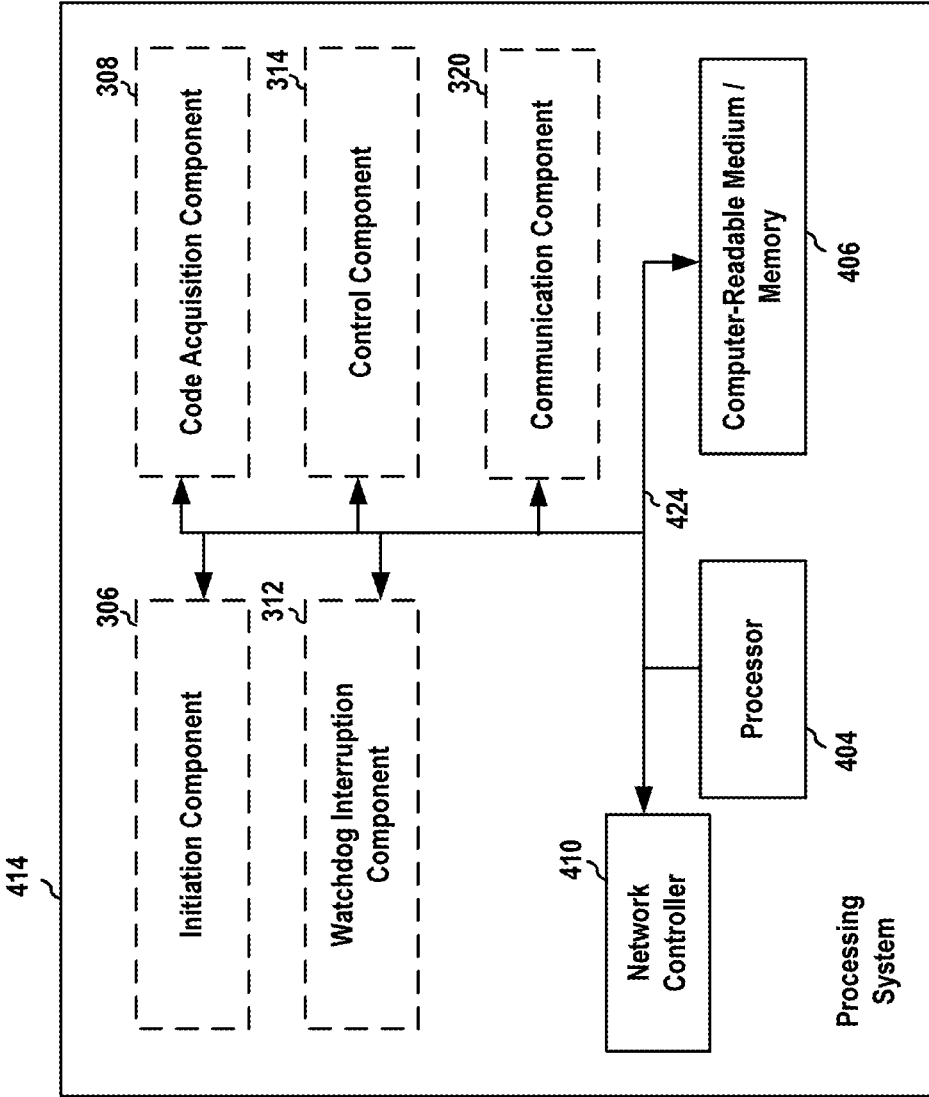 414
306
Initiation Component
308
Code Acquisition Component
312
Watchdog Interruption
Component
314
Control Component
320
Communication Component
424
410
Network
Controller
Processor
404
Computer-Readable Medium /
Memory
406
Processing
System